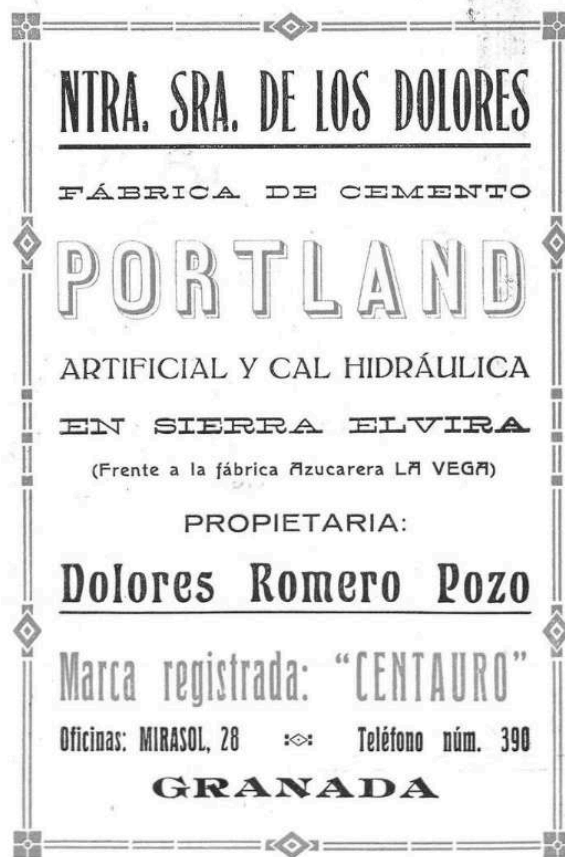 NTRA. SRA. DE LOS DOLORES
FÁBRICA DE CEMENTO
PORTLAND
ARTIFICIAL Y CAL HIDRÁULICA
EN SIERRA ELVIRA
(Frente a la fábrica Azucarera LA VEGA)
PROPIETARIA:
Dolores Romero Pozo
Marca registrada: “CENTAURO”
Oficinas: MIRASOL, 28 Teléfono núm. 390
GRANADA